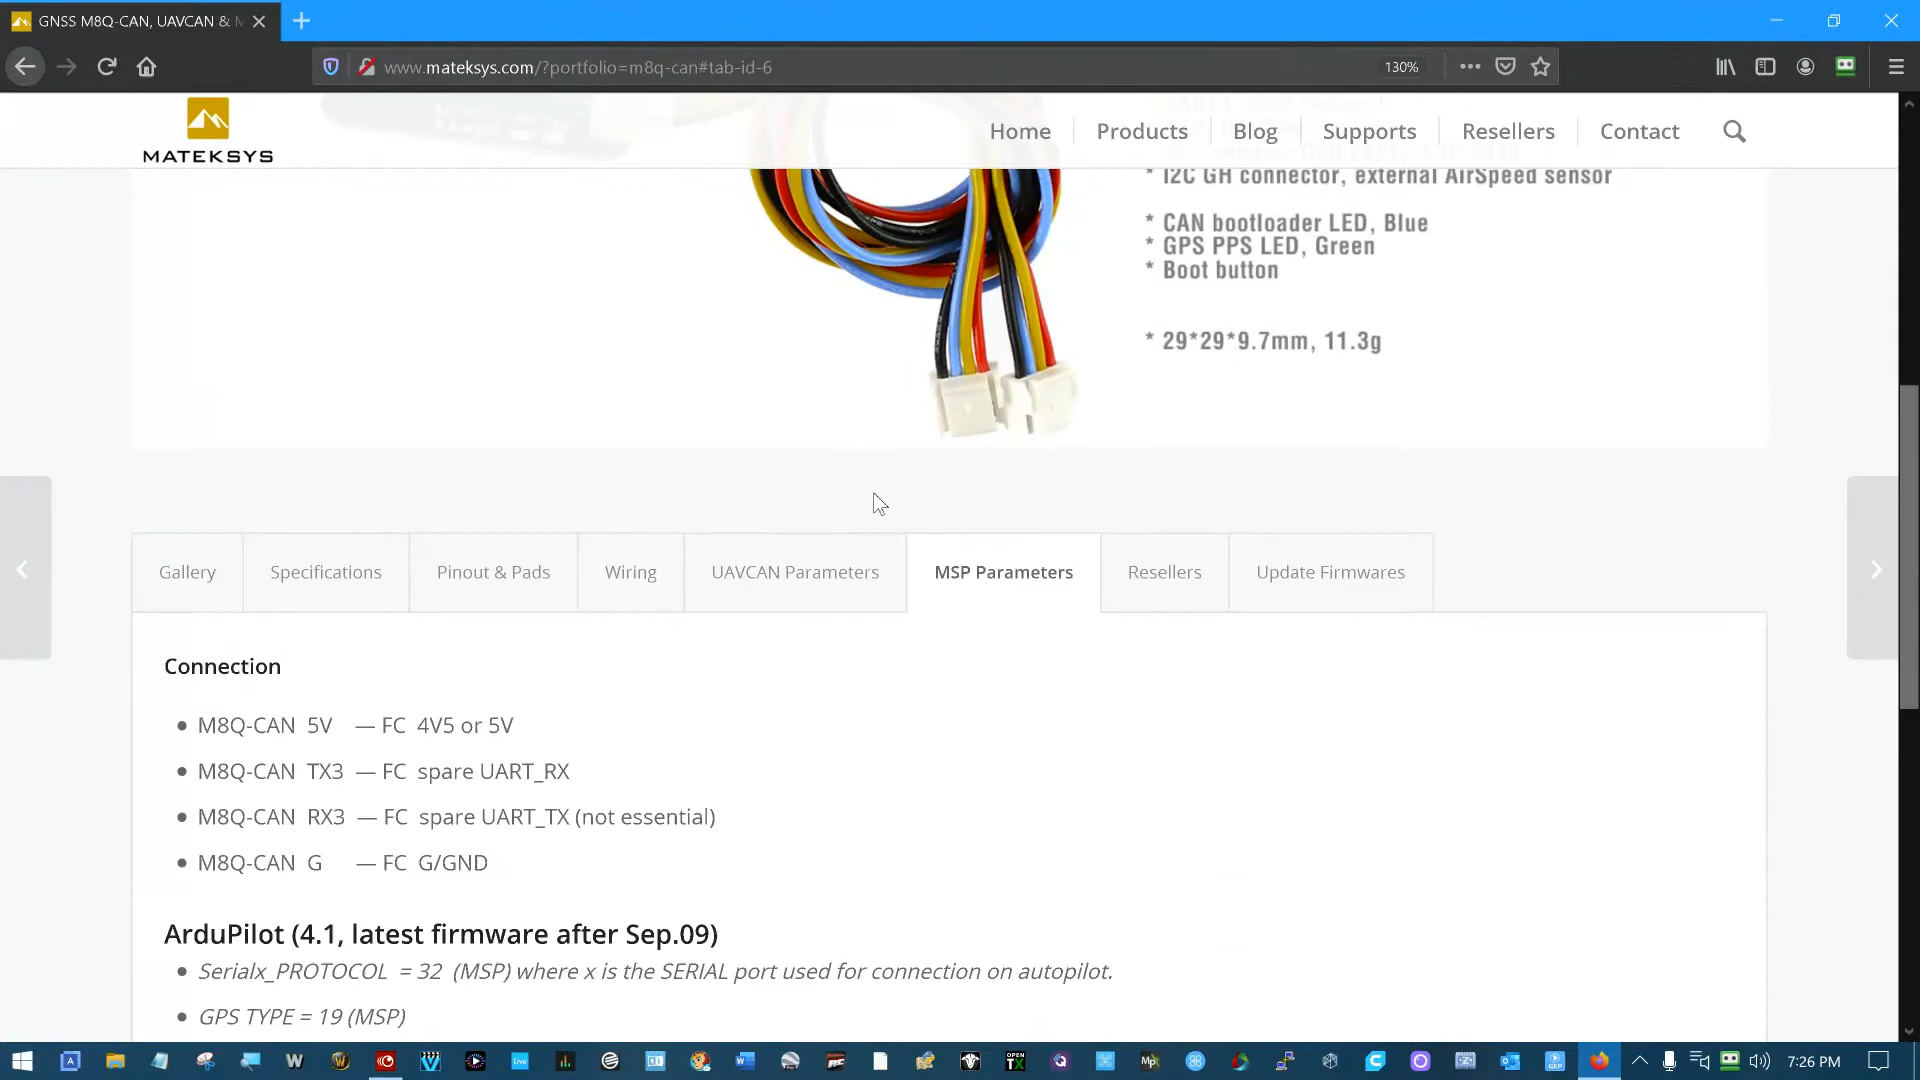 GNSS M8Q-CAN, UAVCAN & M
www.mateksys.com/?portfolio=m8q-can#tab-id-6
130%
MATEKSYS
Home
Products
Blog
Supports
Resellers
Contact
* I2C GH connector, external AirSpeed sensor
* CAN bootloader LED, Blue
* GPS PPS LED, Green
* Boot button
* 29*29*9.7mm, 11.3g
Gallery
Specifications
Pinout & Pads
Wiring
UAVCAN Parameters
MSP Parameters
Resellers
Update Firmwares
Connection
M8Q-CAN 5V — FC 4V5 or 5V
M8Q-CAN TX3 — FC spare UART_RX
M8Q-CAN RX3 — FC spare UART_TX (not essential)
M8Q-CAN G — FC G/GND
ArduPilot (4.1, latest firmware after Sep.09)
Serialx_PROTOCOL = 32 (MSP) where x is the SERIAL port used for connection on autopilot.
GPS TYPE = 19 (MSP)
7:26 PM